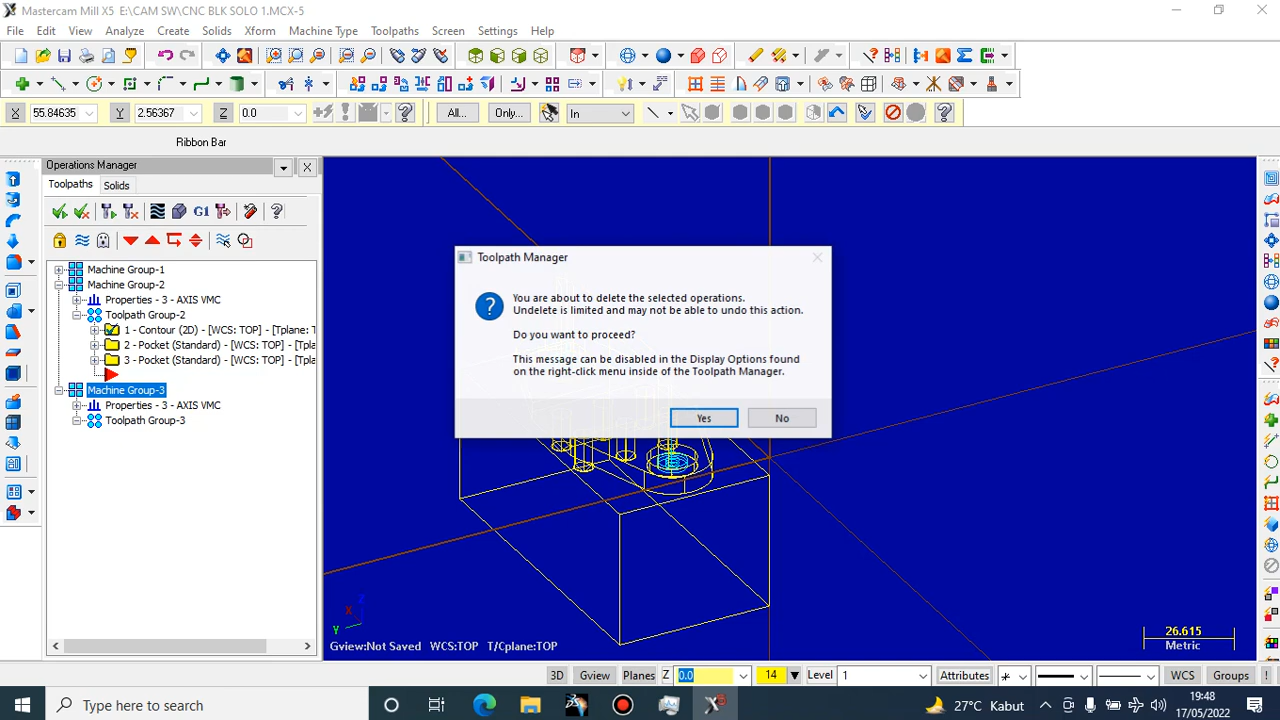 Mastercam Mill X5 E:\CAM SW\CNC BLK SOLO 1.MCX-5
File Edit View Analyze Create Solids Xform Machine Type Toolpaths Screen Settings Help
X 55.84635 Y 2.56367 Z 0.0 All... Only... In
Ribbon Bar
Operations Manager
Toolpaths Solids
G1
Machine Group-1
Machine Group-2
Properties - 3 - AXIS VMC
Toolpath Group-2
1 - Contour (2D) - [WCS: TOP] - [Tplane: T
2 - Pocket (Standard) - [WCS: TOP] - [Tpl
3 - Pocket (Standard) - [WCS: TOP] - [Tpl
Machine Group-3
Properties - 3 - AXIS VMC
Toolpath Group-3
Toolpath Manager
You are about to delete the selected operations.
Undelete is limited and may not be able to undo this action.
Do you want to proceed?
This message can be disabled in the Display Options found
on the right-click menu inside of the Toolpath Manager.
Yes No
Z
X
Y
Gview:Not Saved WCS:TOP T/Cplane:TOP
26.615
Metric
3D Gview Planes Z 0.0 14 Level 1 Attributes WCS Groups
Type here to search
27°C Kabut
19:48
17/05/2022